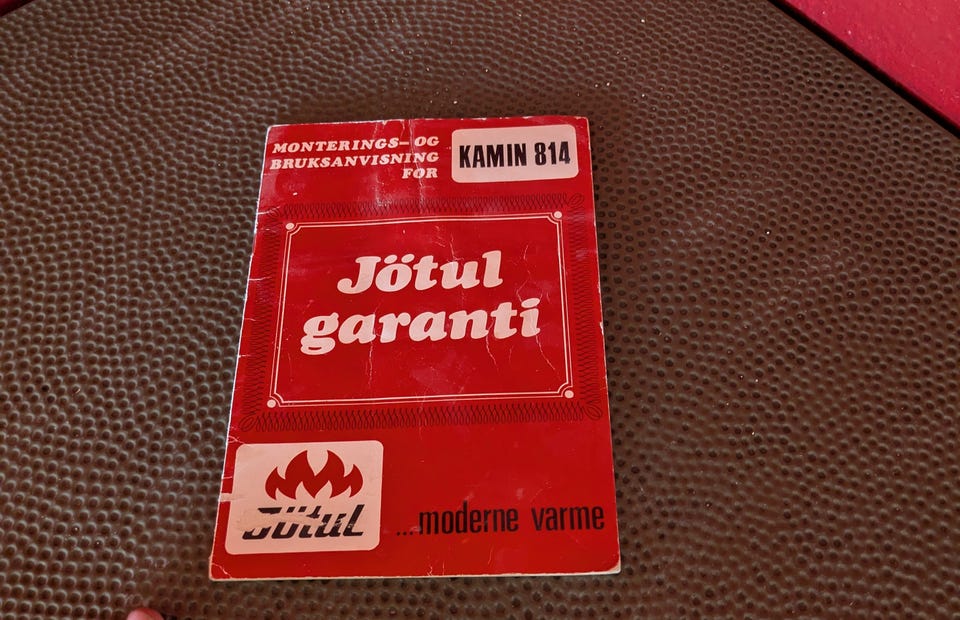 MONTERINGS- OG
BRUKSANVISNING
FOR
KAMIN 814
Jötul
garanti
Jötul
...moderne varme